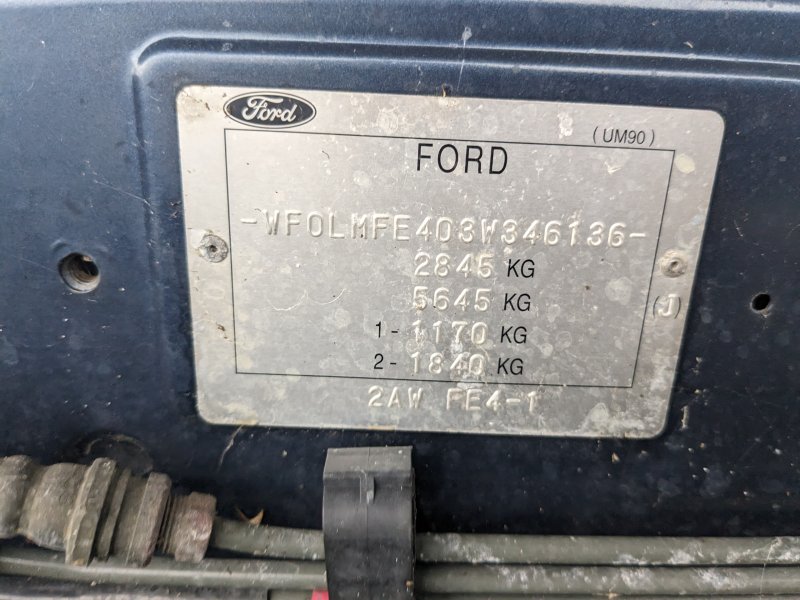 Ford
(UM90)
FORD
-WF0LMFE403W346136-
2845 KG
5645 KG
(J)
1- 1170 KG
2- 1840 KG
2AW FE4-1